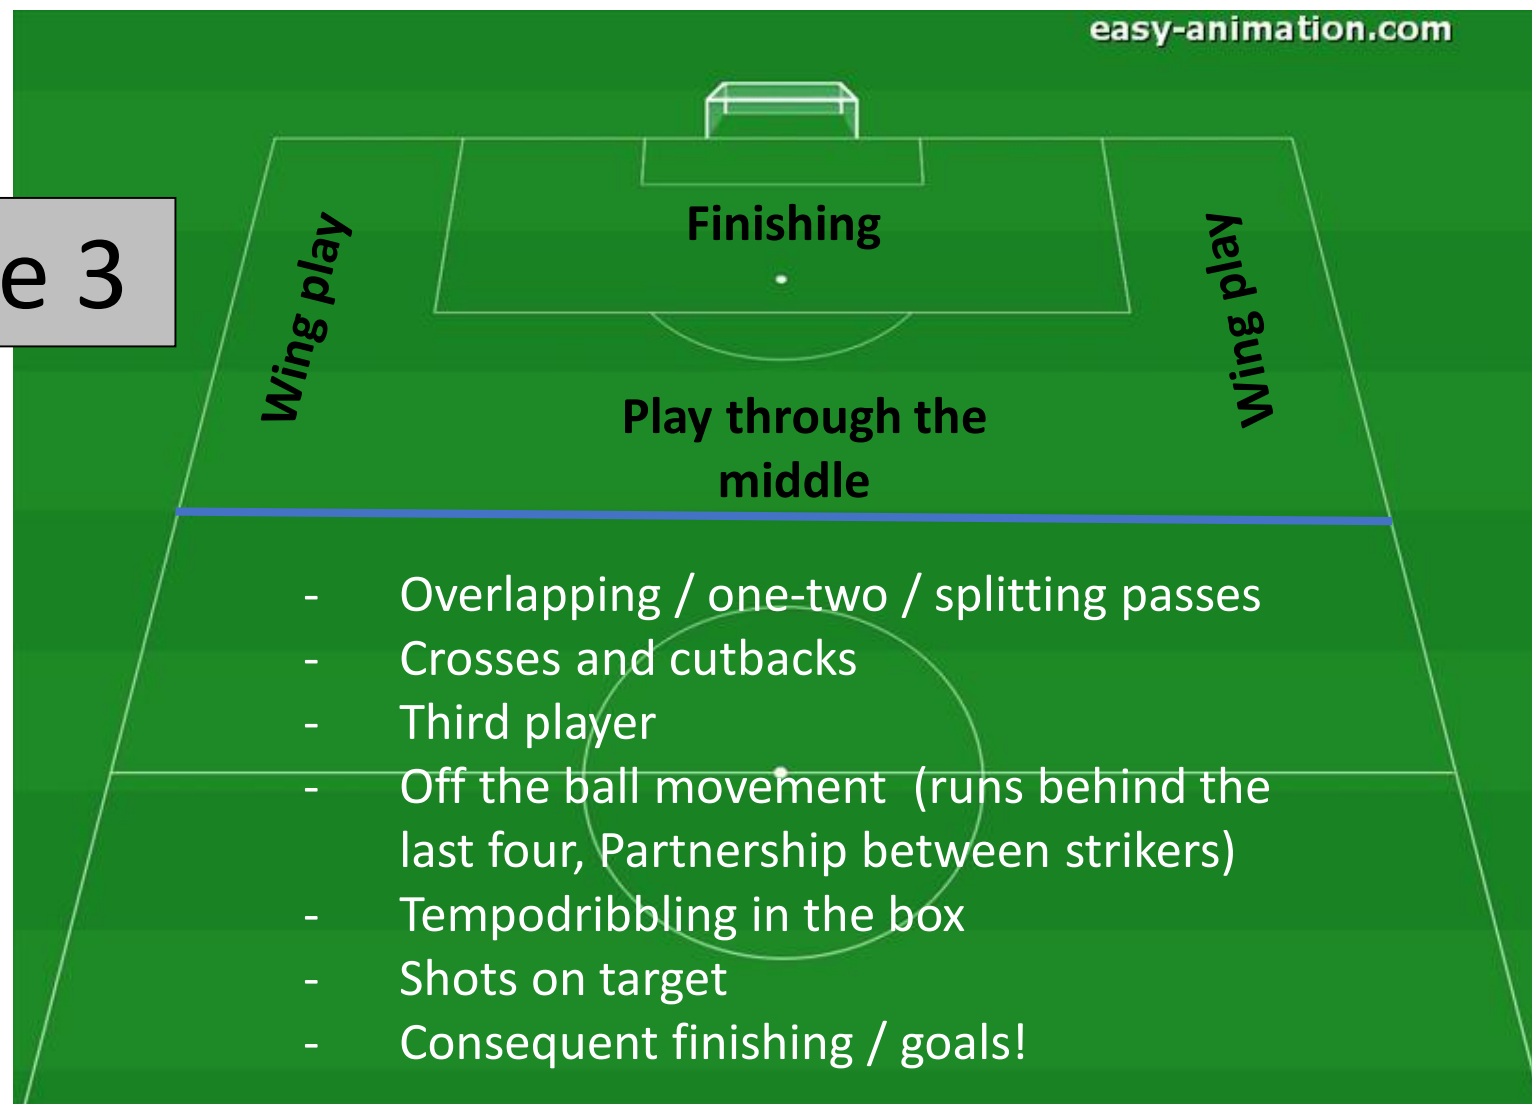 easy-animation.com
e 3
Finishing
Wing play
Wing play
Play through the
middle
- Overlapping / one-two / splitting passes
- Crosses and cutbacks
- Third player
- Off the ball movement  (runs behind the
last four, Partnership between strikers)
- Tempodribbling in the box
- Shots on target
- Consequent finishing / goals!